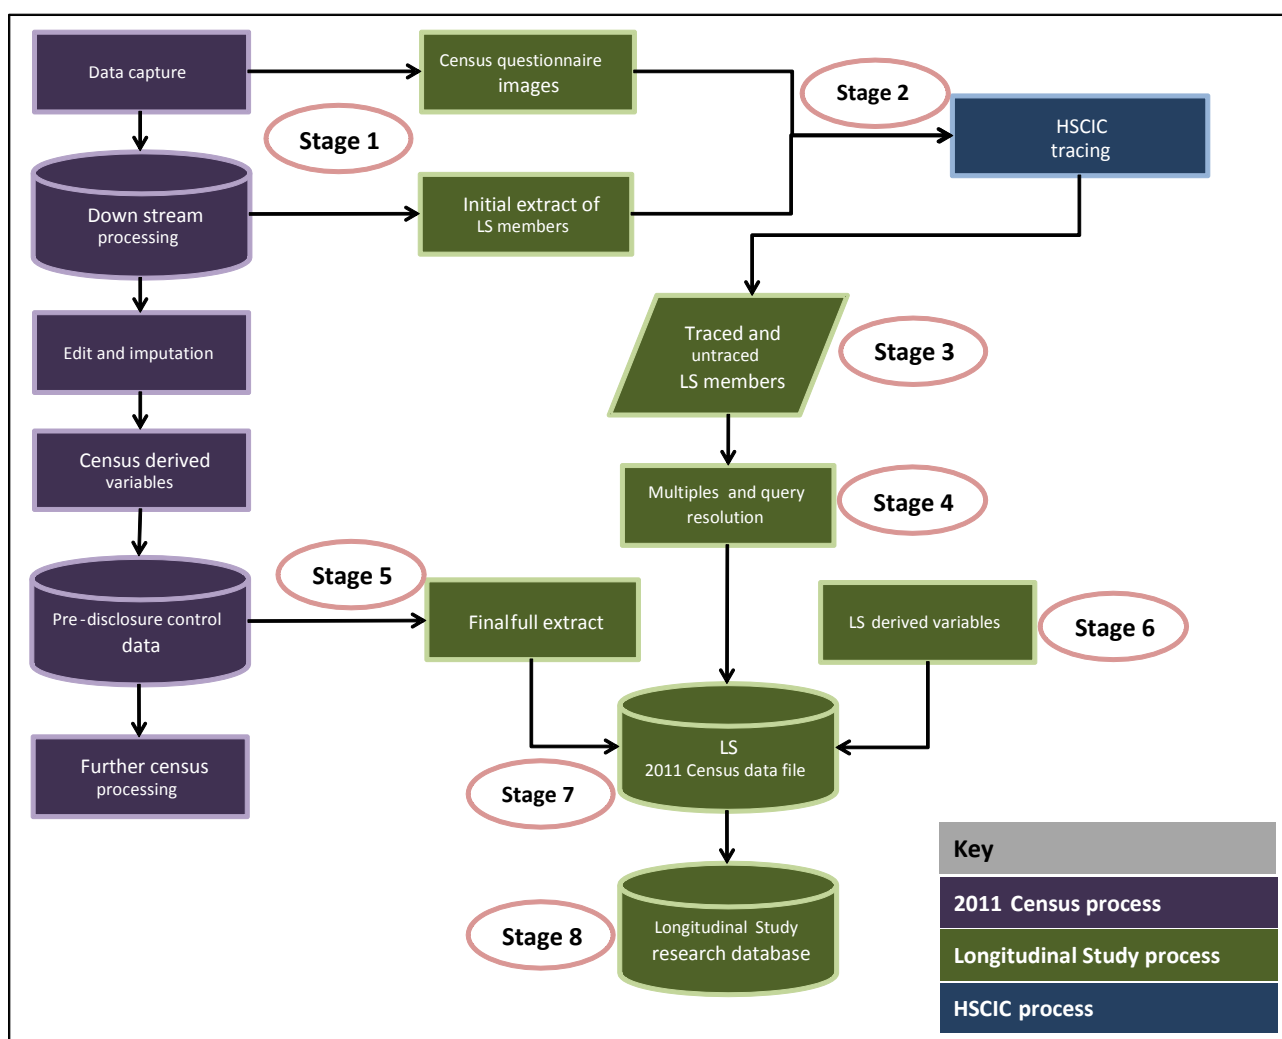 Data capture
Census questionnaire
images
Stage 1
Stage 2
HSCIC
tracing
Down stream
processing
Initial extract of
LS members
Edit and imputation
Traced and
untraced
LS members
Stage 3
Census derived
variables
Multiples and query
resolution
Stage 4
Pre-disclosure control
data
Stage 5
Finalfull extract
LS derived variables
Stage 6
Further census
processing
LS
2011 Census data file
Stage 7
Longitudinal Study
research database
Stage 8
Key
2011 Census process
Longitudinal Study process
HSCIC process